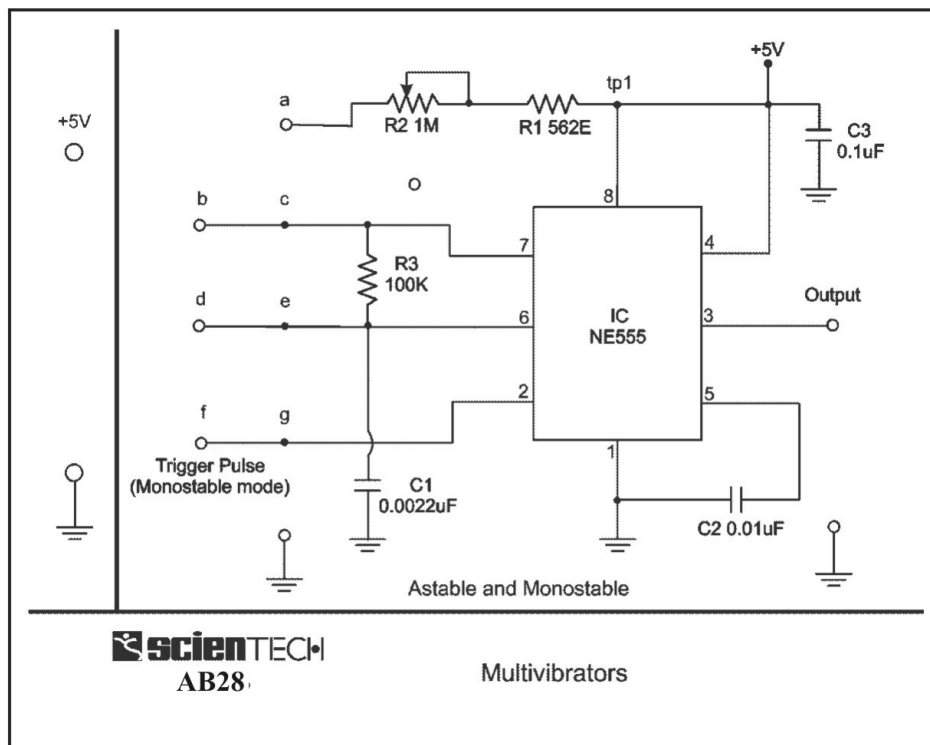 +5V
a
tp1
+5V
R2 1M
R1 562E
C3
0.1uF
b
c
8
7
4
R3
100K
d
e
6
IC
NE555
3
Output
2
5
f
g
1
Trigger Pulse
(Monostable mode)
C1
0.0022uF
C2 0.01uF
Astable and Monostable
SCIENTECH
AB28
Multivibrators